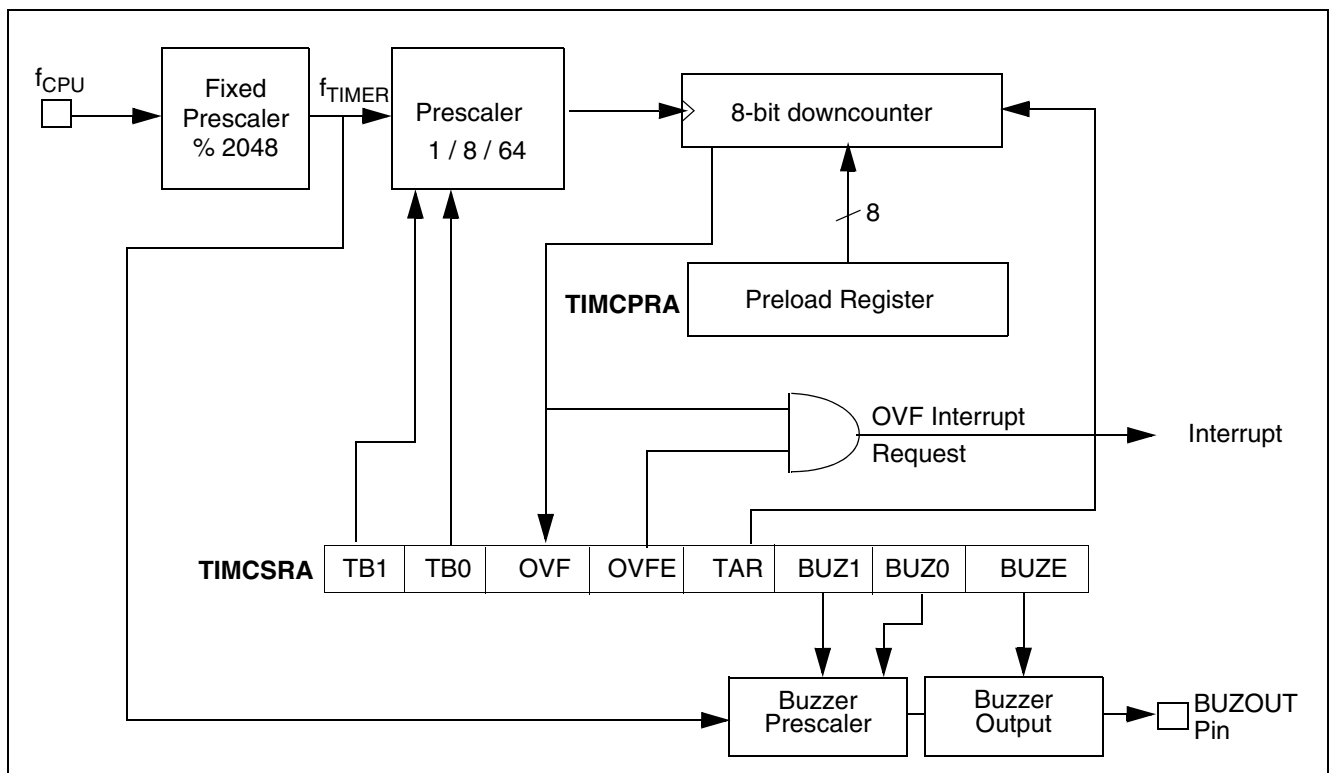 fCPU
Fixed
Prescaler
% 2048
fTIMER
Prescaler
1 / 8 / 64
8-bit downcounter
8
TIMCPRA
Preload Register
OVF Interrupt
Request
Interrupt
TIMCSRA
TB1
TB0
OVF
OVFE
TAR
BUZ1
BUZ0
BUZE
Buzzer
Prescaler
Buzzer
Output
BUZOUT
Pin